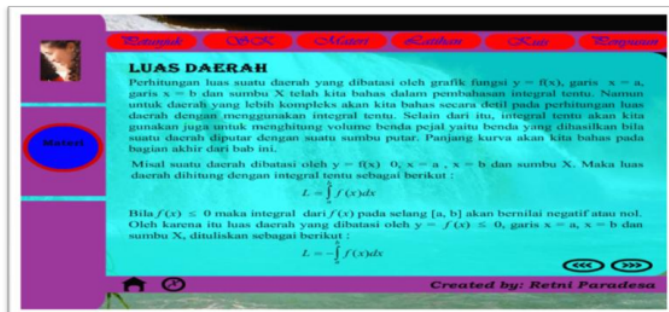 Petunjuk SK Materi Latihan Kuis Penyusun
LUAS DAERAH
Perhitungan luas suatu daerah yang dibatasi oleh grafik fungsi y = f(x), garis x = a,
garis x = b dan sumbu X telah kita bahas dalam pembahasan integral tentu. Namun
untuk daerah yang lebih kompleks akan kita bahas secara detil pada perhitungan luas
daerah dengan menggunakan integral tentu. Selain dari itu, integral tentu akan kita
gunakan juga untuk menghitung volume benda pejal yaitu benda yang dihasilkan bila
suatu daerah diputar dengan suatu sumbu putar. Panjang kurva akan kita bahas pada
bagian akhir dari bab ini.
Materi
Misal suatu daerah dibatasi oleh y = f(x) 0, x = a , x = b dan sumbu X. Maka luas
daerah dihitung dengan integral tentu sebagai berikut :
L = ∫ₐᵇ f(x)dx
Bila f(x) ≤ 0 maka integral dari f(x) pada selang [a, b] akan bernilai negatif atau nol.
Oleh karena itu luas daerah yang dibatasi oleh y = f(x) ≤ 0, garis x = a, x = b dan
sumbu X, dituliskan sebagai berikut :
L = -∫ₐᵇ f(x)dx
<<< >>>
Created by: Retni Paradesa